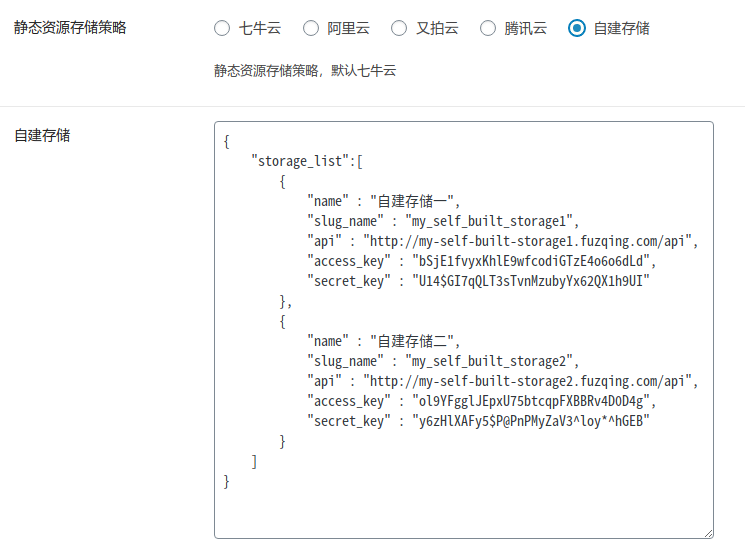 静态资源存储策略
七牛云 阿里云 又拍云 腾讯云 自建存储
静态资源存储策略，默认七牛云
自建存储
{
"storage_list":[
{
"name" : "自建存储一",
"slug_name" : "my_self_built_storage1",
"api" : "http://my-self-built-storage1.fuzqing.com/api",
"access_key" : "bSjE1fvyxKhlE9wfcodiGTzE4o6o6dLd",
"secret_key" : "U14$GI7qQLT3sTvnMzubyYx62QX1h9UI"
},
{
"name" : "自建存储二",
"slug_name" : "my_self_built_storage2",
"api" : "http://my-self-built-storage2.fuzqing.com/api",
"access_key" : "ol9YFgglJEpxU75btcqpFXBBRv4D0D4g",
"secret_key" : "y6zHlXAFy5$P@PnPMyZaV3^loy*^hGEB"
}
]
}